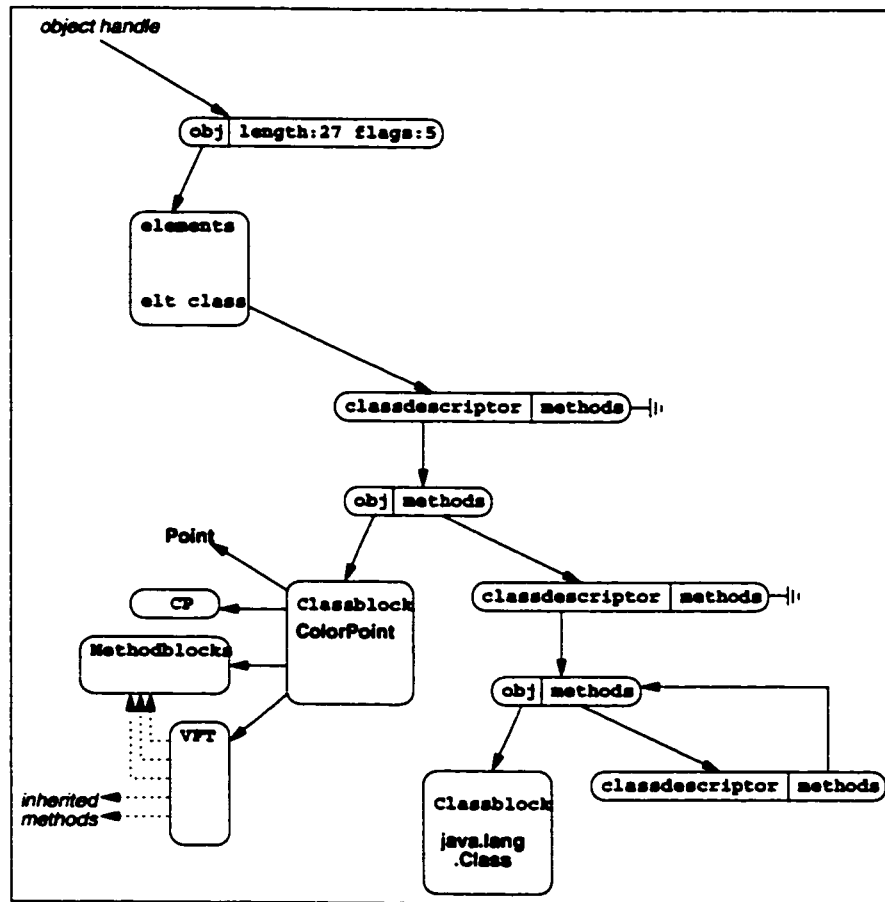 object handle
obj length:27 flags:5
elements
elt class
classdescriptor methods
obj methods
Point
CP
Classblock
ColorPoint
classdescriptor methods
Methodblocks
obj methods
VFT
classdescriptor methods
inherited
methods
Classblock
java.lang
.Class